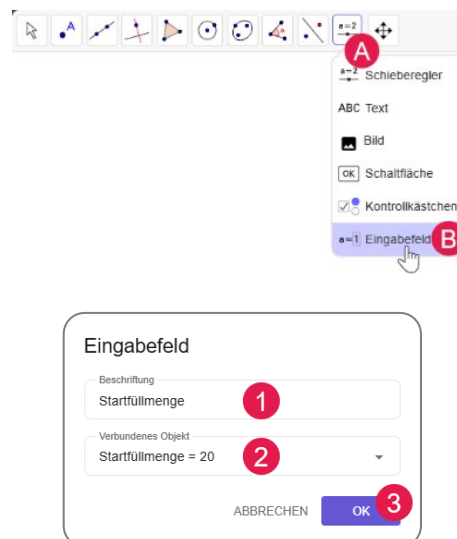 A
a=2
A
a=2 Schieberegler
ABC Text
Bild
OK Schaltfläche
Kontrollkästchen
a=1 Eingabefeld B
Eingabefeld
Beschriftung
Startfüllmenge 1
Verbundenes Objekt
Startfüllmenge = 20 2
ABBRECHEN OK 3